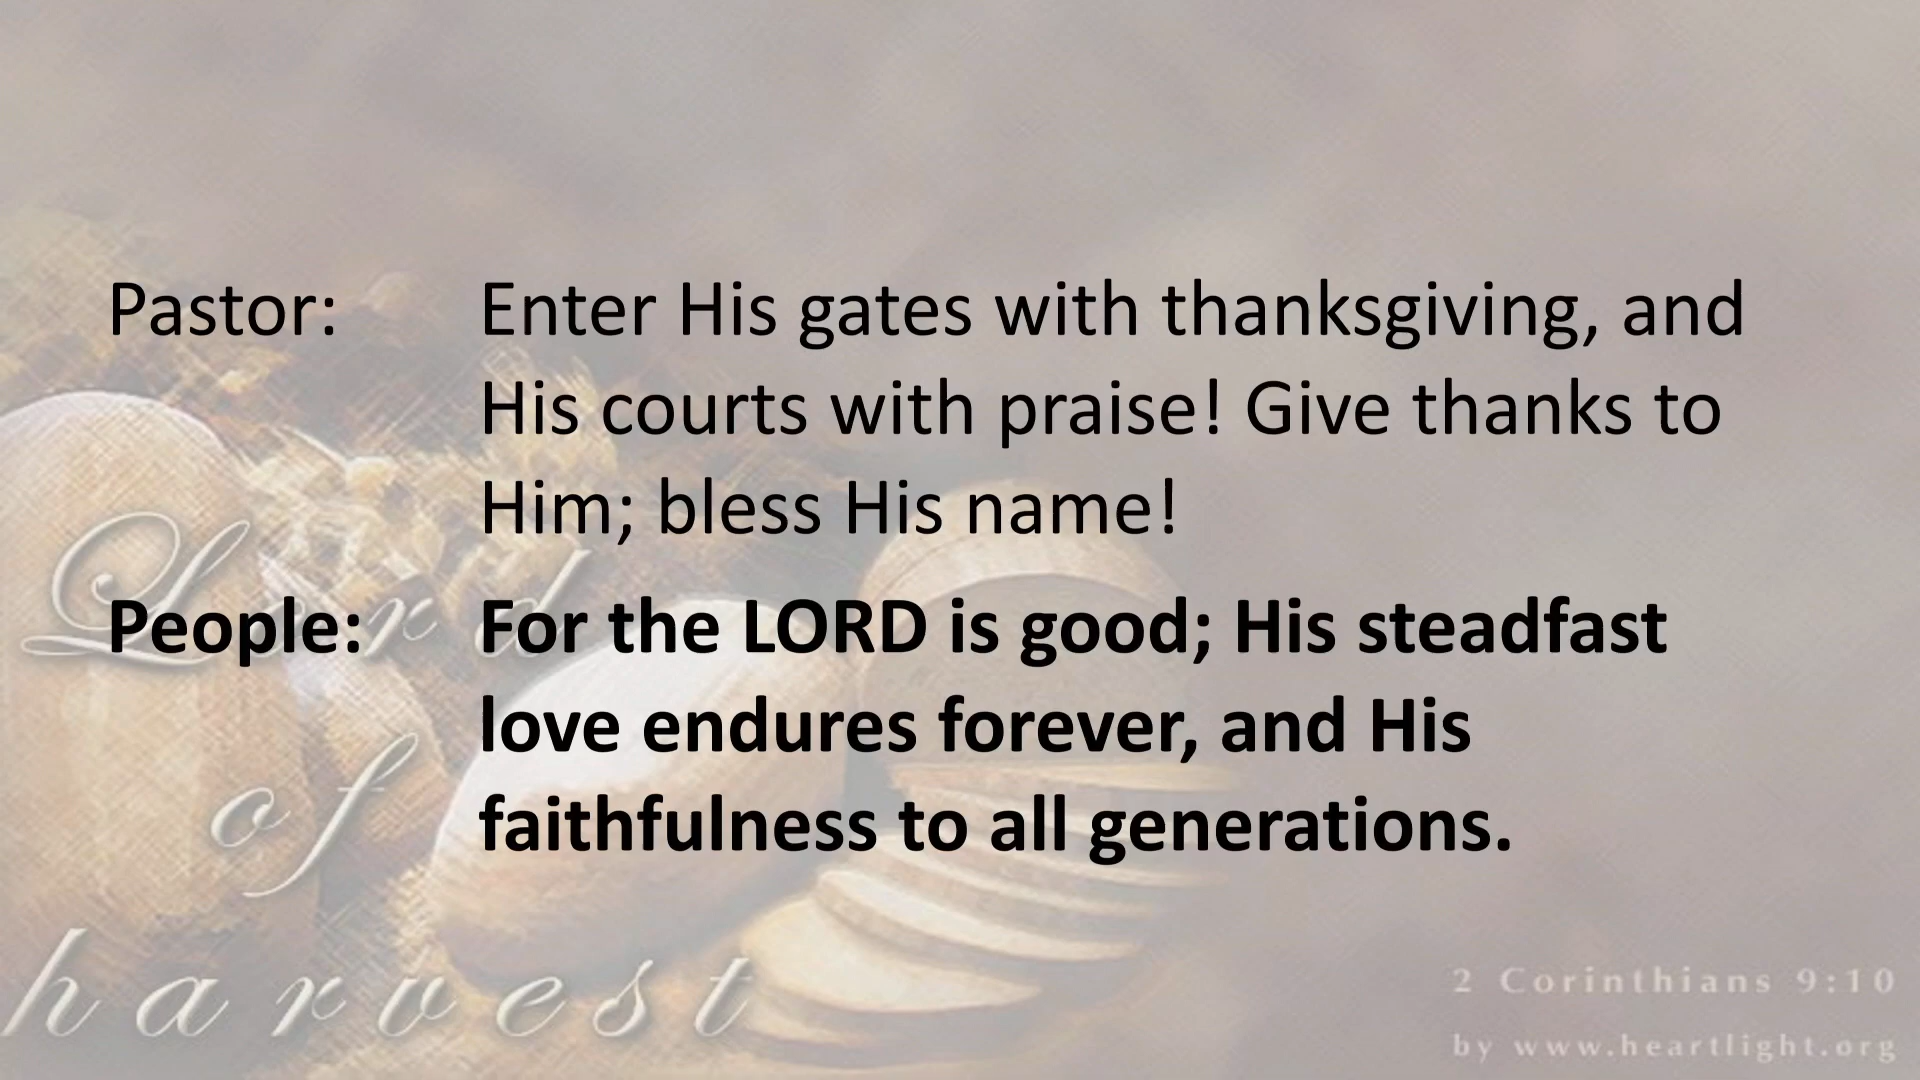 Pastor: Enter His gates with thanksgiving, and
His courts with praise! Give thanks to
Him; bless His name!
People: For the LORD is good; His steadfast
love endures forever, and His
faithfulness to all generations.
Lord
of
harvest
2 Corinthians 9:10
by www.heartlight.org